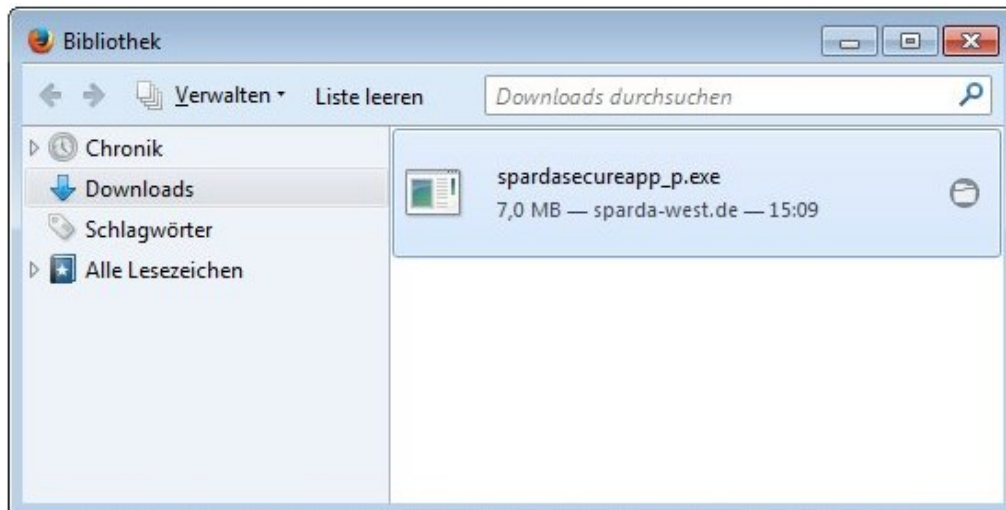 Bibliothek
Verwalten Liste leeren Downloads durchsuchen
Chronik
Downloads
Schlagwörter
Alle Lesezeichen
spardasecureapp_p.exe
7,0 MB — sparda-west.de — 15:09